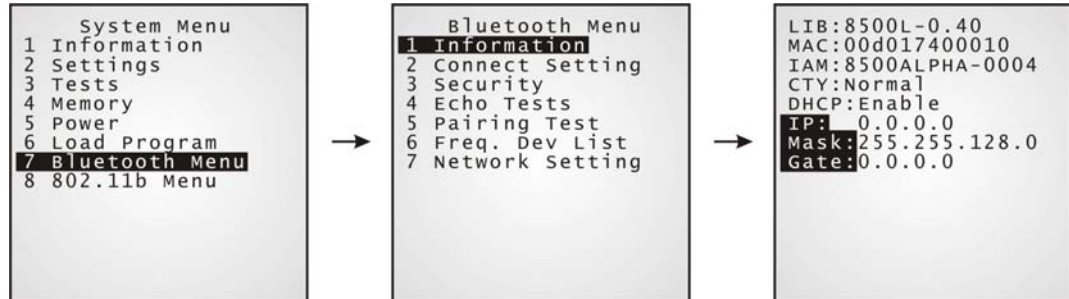 System Menu
1 Information
2 Settings
3 Tests
4 Memory
5 Power
6 Load Program
7 Bluetooth Menu
8 802.11b Menu
Bluetooth Menu
1 Information
2 Connect Setting
3 Security
4 Echo Tests
5 Pairing Test
6 Freq. Dev List
7 Network Setting
LIB:8500L-0.40
MAC:00d017400010
IAM:8500ALPHA-0004
CTY:Normal
DHCP:Enable
IP: 0.0.0.0
Mask:255.255.128.0
Gate:0.0.0.0